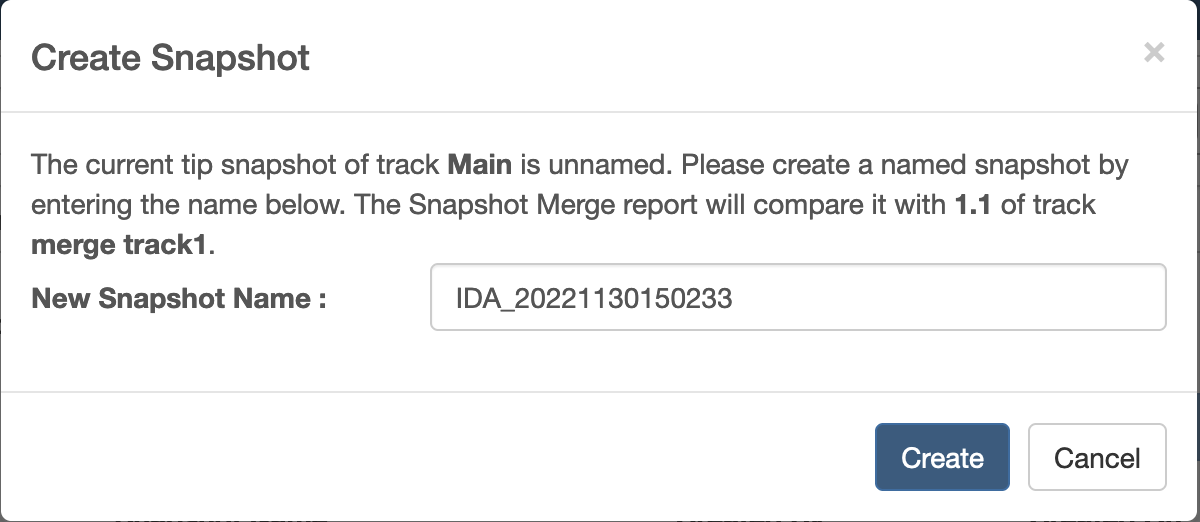 Create Snapshot
×
The current tip snapshot of track Main is unnamed. Please create a named snapshot by
entering the name below. The Snapshot Merge report will compare it with 1.1 of track
merge track1.
New Snapshot Name : IDA_20221130150233
Create Cancel